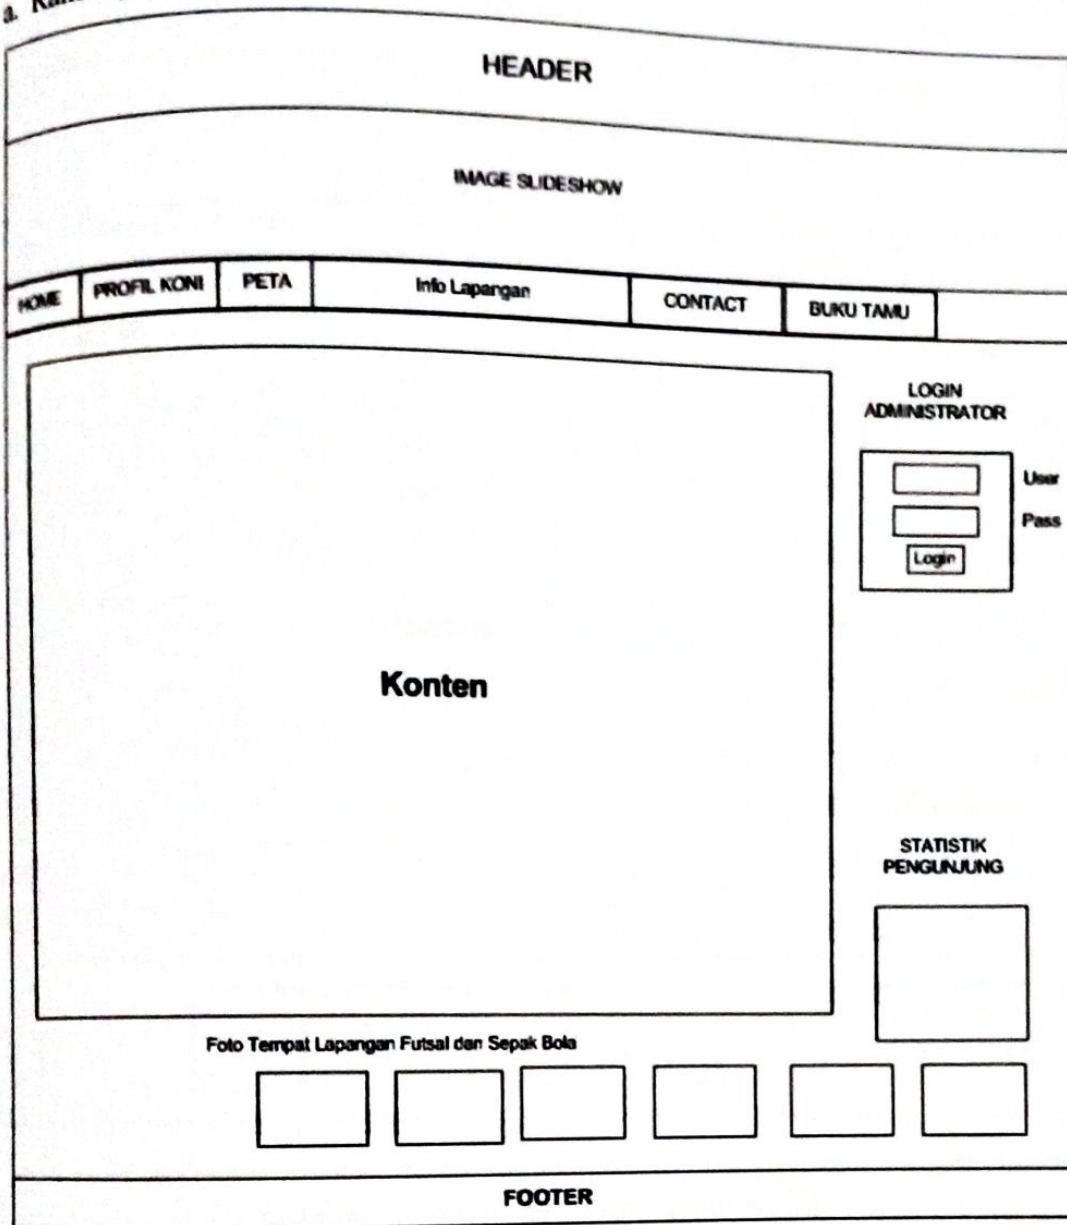 a.
HEADER
IMAGE SLIDESHOW
HOME PROFIL KONI PETA Info Lapangan CONTACT BUKU TAMU
LOGIN
ADMINISTRATOR
User
Pass
Login
Konten
STATISTIK
PENGUNJUNG
Foto Tempat Lapangan Futsal dan Sepak Bola
FOOTER